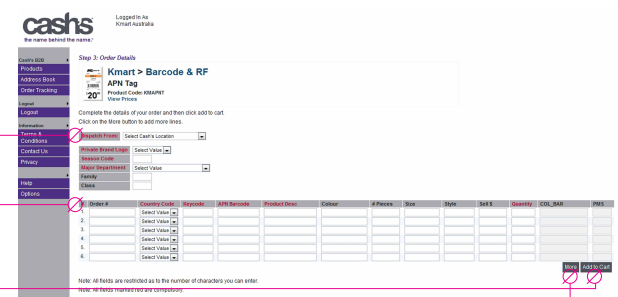 cashs
the name behind the name.
Logged In As
Kmart Australia
Cash's B2B
Products
Address Book
Order Tracking
Logout
Logout
Information
Terms &
Conditions
Contact Us
Privacy
Help
Options
Step 3: Order Details
Kmart > Barcode & RF
APN Tag
Product Code: KMAPNT
View Prices
20
Complete the details of your order and then click add to cart.
Click on the More button to add more lines.
Dispatch From: Select Cash's Location
Private Brand Logo Select Value
Season Code
Major Department Select Value
Family
Class
# Order # Country Code Keycode APN Barcode Product Desc Colour # Pieces Size Style Sell $ Quantity COL_BAR PMS
1. Select Value
2. Select Value
3. Select Value
4. Select Value
5. Select Value
6. Select Value
More Add to Cart
Note: All fields are restricted as to the number of characters you can enter.
Note: All fields marked red are compulsory.